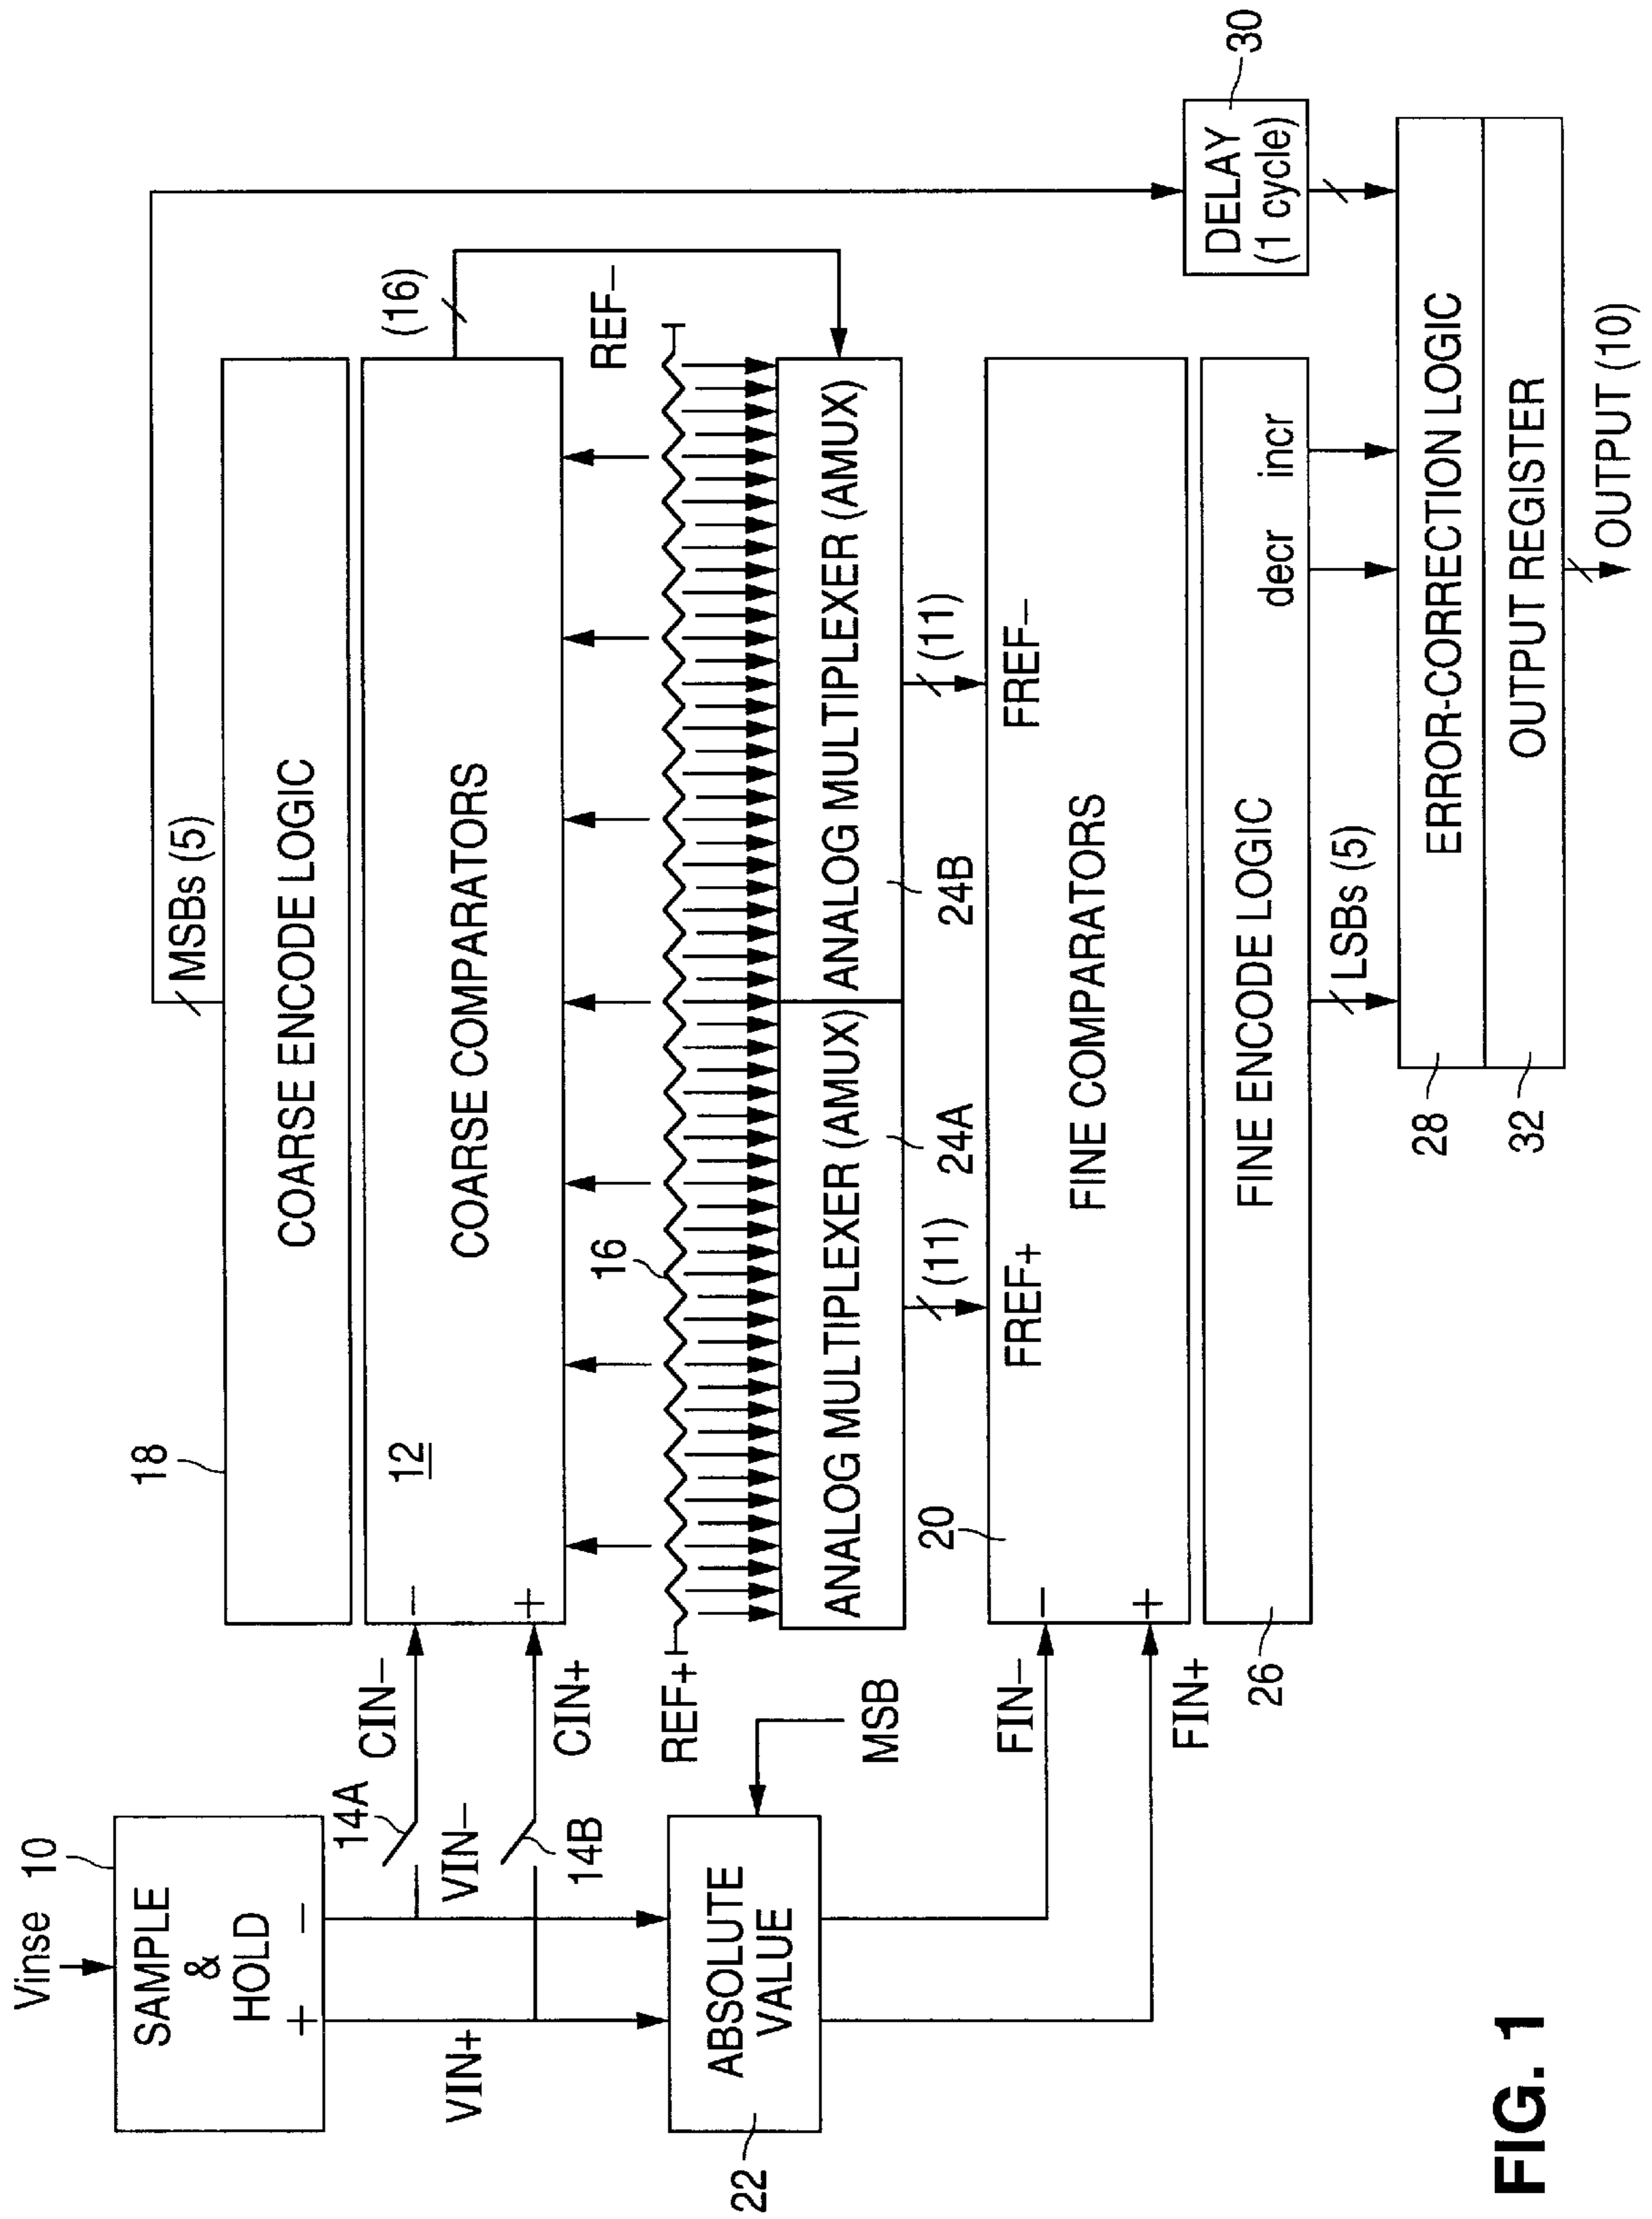 Vinse
10
SAMPLE
&
HOLD
+ −
VIN+
VIN−
14A
14B
CIN−
CIN+
18
MSBs (5)
COARSE ENCODE LOGIC
12
COARSE COMPARATORS
−
+
(16)
REF+
16
REF−
22
ABSOLUTE
VALUE
MSB
ANALOG MULTIPLEXER (AMUX)
ANALOG MULTIPLEXER (AMUX)
24A
24B
(11)
(11)
20
FREF+
FREF−
FINE COMPARATORS
−
+
FIN−
FIN+
26
FINE ENCODE LOGIC
decr
incr
LSBs (5)
DELAY
(1 cycle)
30
28
ERROR-CORRECTION LOGIC
32
OUTPUT REGISTER
OUTPUT (10)
FIG. 1